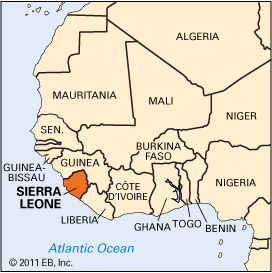 ALGERIA
MAURITANIA
MALI
NIGER
SEN.
BURKINA
FASO
GUINEA-
BISSAU
GUINEA
NIGERIA
SIERRA
LEONE
CÔTE
D'IVOIRE
LIBERIA
GHANA
TOGO
BENIN
Atlantic Ocean
© 2011 EB, Inc.